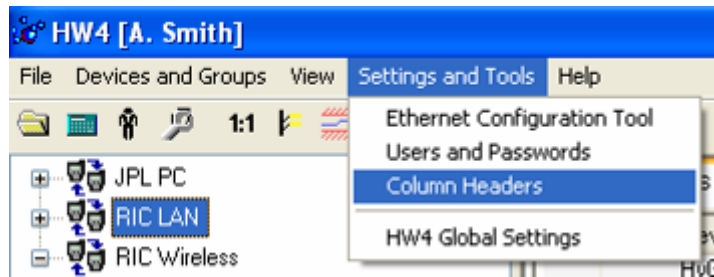 HW4 [A. Smith]
File Devices and Groups View Settings and Tools Help
1:1
Ethernet Configuration Tool
Users and Passwords
Column Headers
HW4 Global Settings
JPL PC
RIC LAN
RIC Wireless